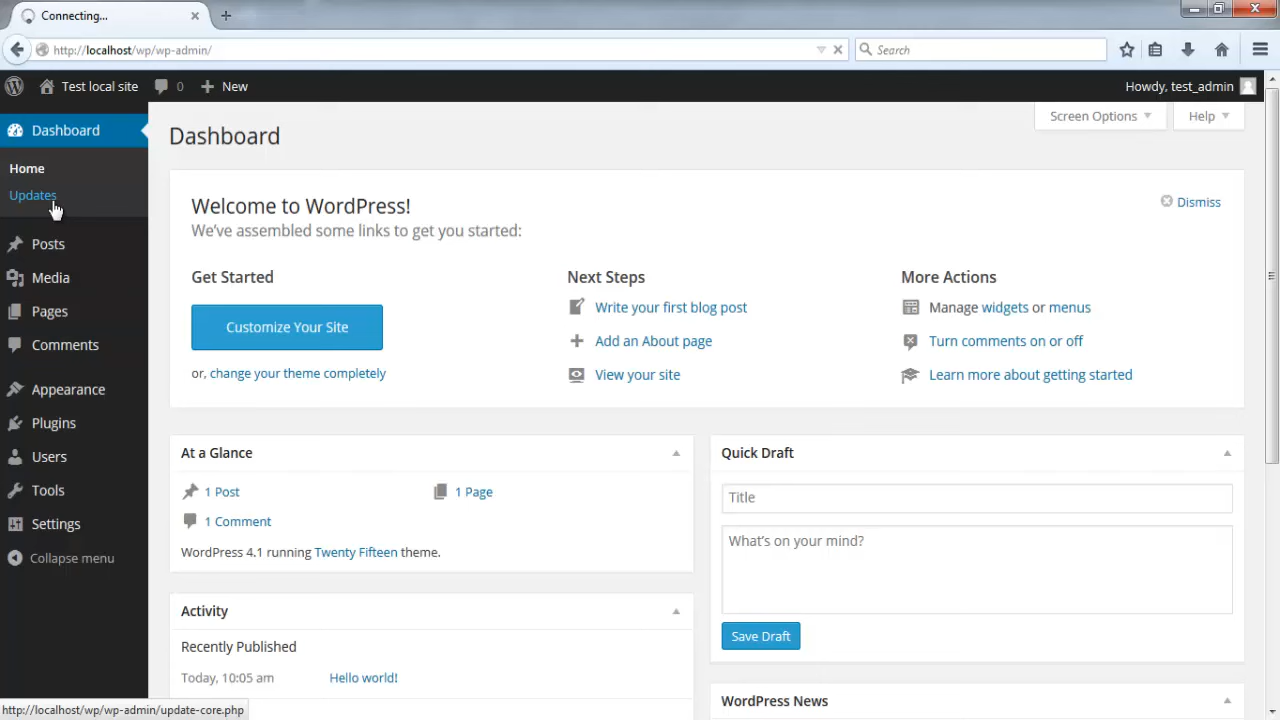 Connecting...
http://localhost/wp/wp-admin/
Search
Test local site
0
New
Howdy, test_admin
Dashboard
Home
Updates
Posts
Media
Pages
Comments
Appearance
Plugins
Users
Tools
Settings
Collapse menu
Screen Options
Help
Dashboard
Welcome to WordPress!
Dismiss
We've assembled some links to get you started:
Get Started
Customize Your Site
or, change your theme completely
Next Steps
Write your first blog post
Add an About page
View your site
More Actions
Manage widgets or menus
Turn comments on or off
Learn more about getting started
At a Glance
1 Post
1 Page
1 Comment
WordPress 4.1 running Twenty Fifteen theme.
Activity
Recently Published
Today, 10:05 am
Hello world!
Quick Draft
Title
What's on your mind?
Save Draft
WordPress News
http://localhost/wp/wp-admin/update-core.php